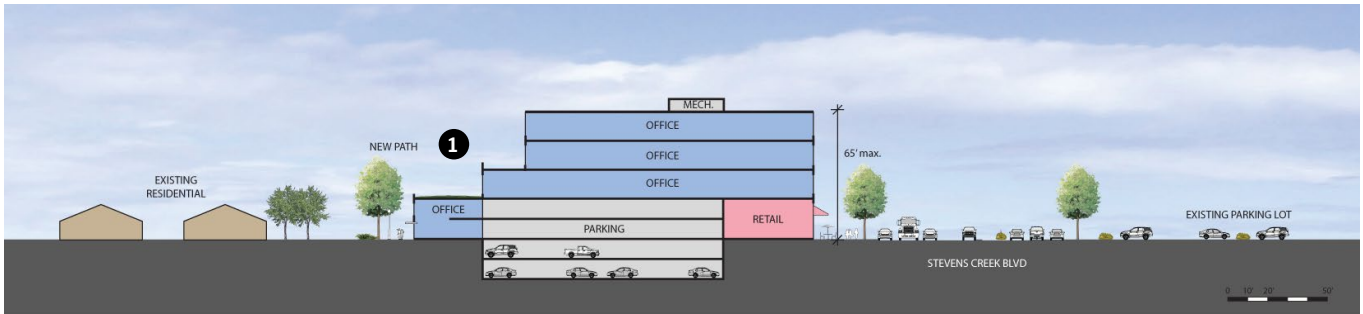 MECH.
OFFICE
NEW PATH
1
OFFICE
65' max.
EXISTING
RESIDENTIAL
OFFICE
OFFICE
RETAIL
EXISTING PARKING LOT
PARKING
STEVENS CREEK BLVD
0 10' 20' 50'